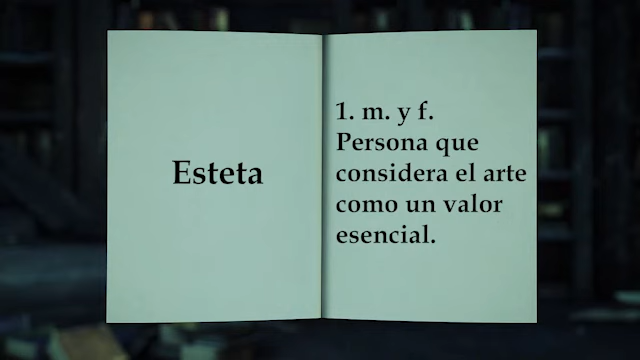 Esteta
1. m. y f.
Persona que
considera el arte
como un valor
esencial.